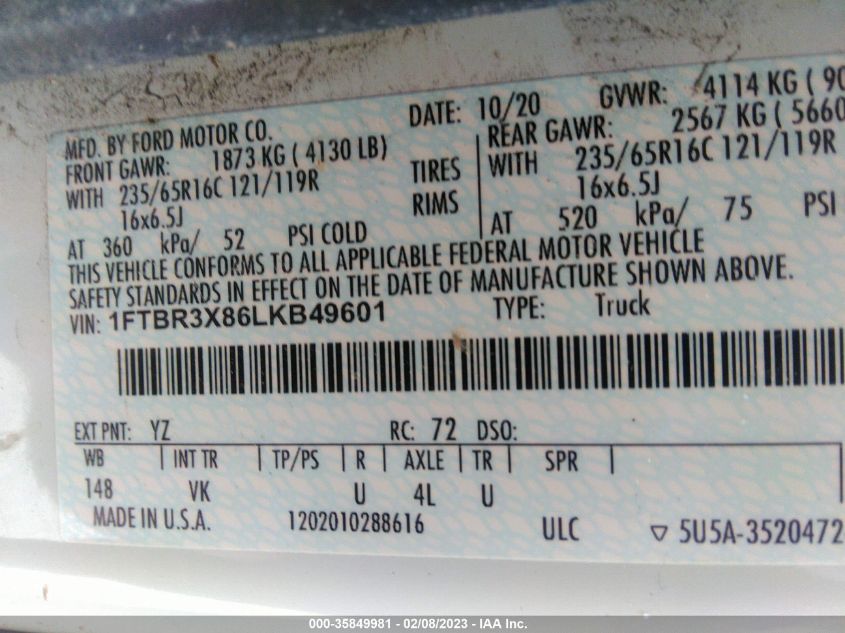 MFD. BY FORD MOTOR CO. DATE: 10/20 GVWR: 4114 KG ( 90
FRONT GAWR: 1873 KG ( 4130 LB) REAR GAWR: 2567 KG ( 5660
WITH 235/65R16C 121/119R TIRES WITH 235/65R16C 121/119R
16x6.5J RIMS 16x6.5J
AT 360 kPa/ 52 PSI COLD AT 520 kPa/ 75 PSI
THIS VEHICLE CONFORMS TO ALL APPLICABLE FEDERAL MOTOR VEHICLE
SAFETY STANDARDS IN EFFECT ON THE DATE OF MANUFACTURE SHOWN ABOVE.
VIN: 1FTBR3X86LKB49601 TYPE: Truck
EXT PNT: YZ RC: 72 DSO:
WB INT TR TP/PS R AXLE TR SPR
148 VK U 4L U
MADE IN U.S.A. 1202010288616 ULC ▽ 5U5A-3520472
000-35849981 - 02/08/2023 - IAA Inc.